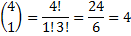 (4 1) = 4!/1! 3! = 24/6 = 4